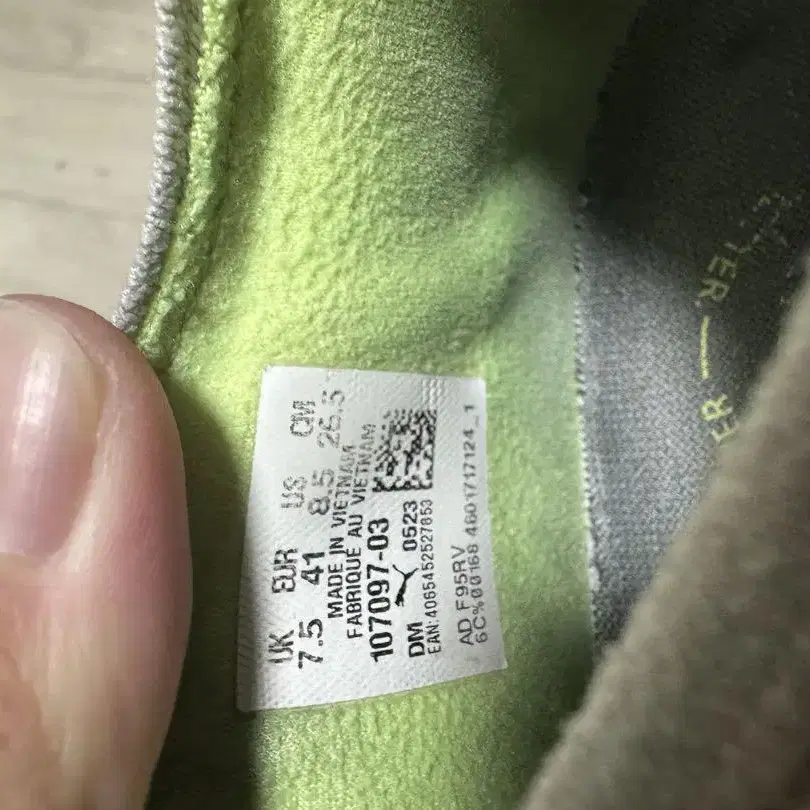 UK EUR US CM
7.5 41 8.5 26.5
MADE IN VIETNAM
FABRIQUE AU VIETNAM
107097-03
DM 0523
EAN:4065452527853
AD F95RV
6C%00168 4601717124_1